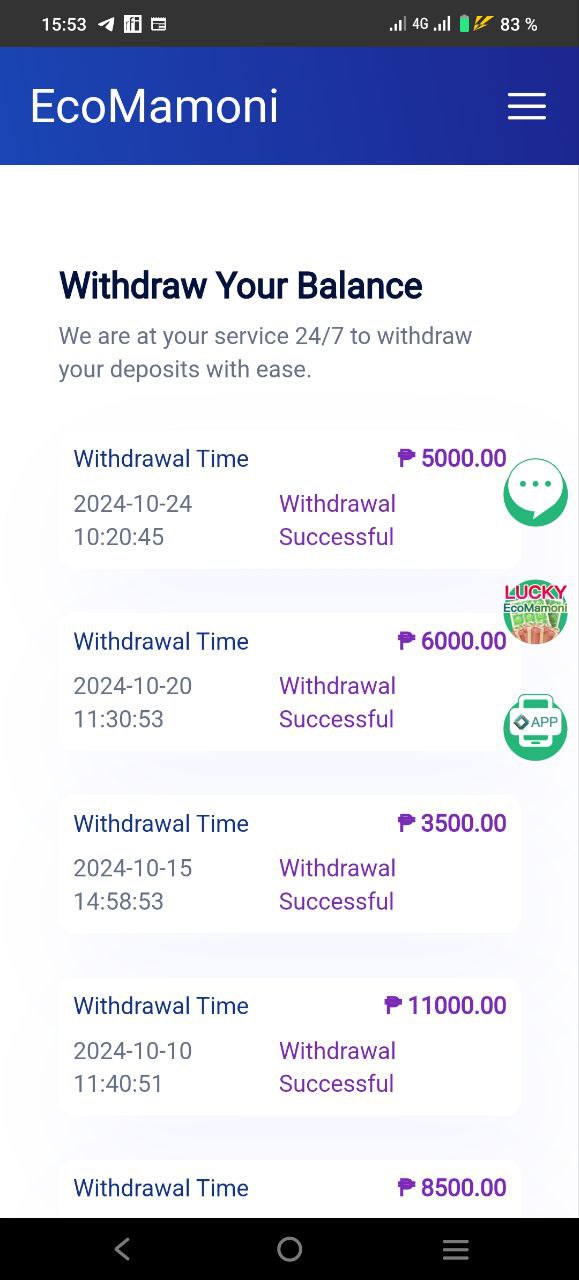 15:53 4G 83 %
EcoMamoni
Withdraw Your Balance
We are at your service 24/7 to withdraw
your deposits with ease.
Withdrawal Time ₱ 5000.00
2024-10-24 Withdrawal
10:20:45 Successful
LUCKY
EcoMamoni
Withdrawal Time ₱ 6000.00
2024-10-20 Withdrawal
11:30:53 Successful
APP
Withdrawal Time ₱ 3500.00
2024-10-15 Withdrawal
14:58:53 Successful
Withdrawal Time ₱ 11000.00
2024-10-10 Withdrawal
11:40:51 Successful
Withdrawal Time ₱ 8500.00